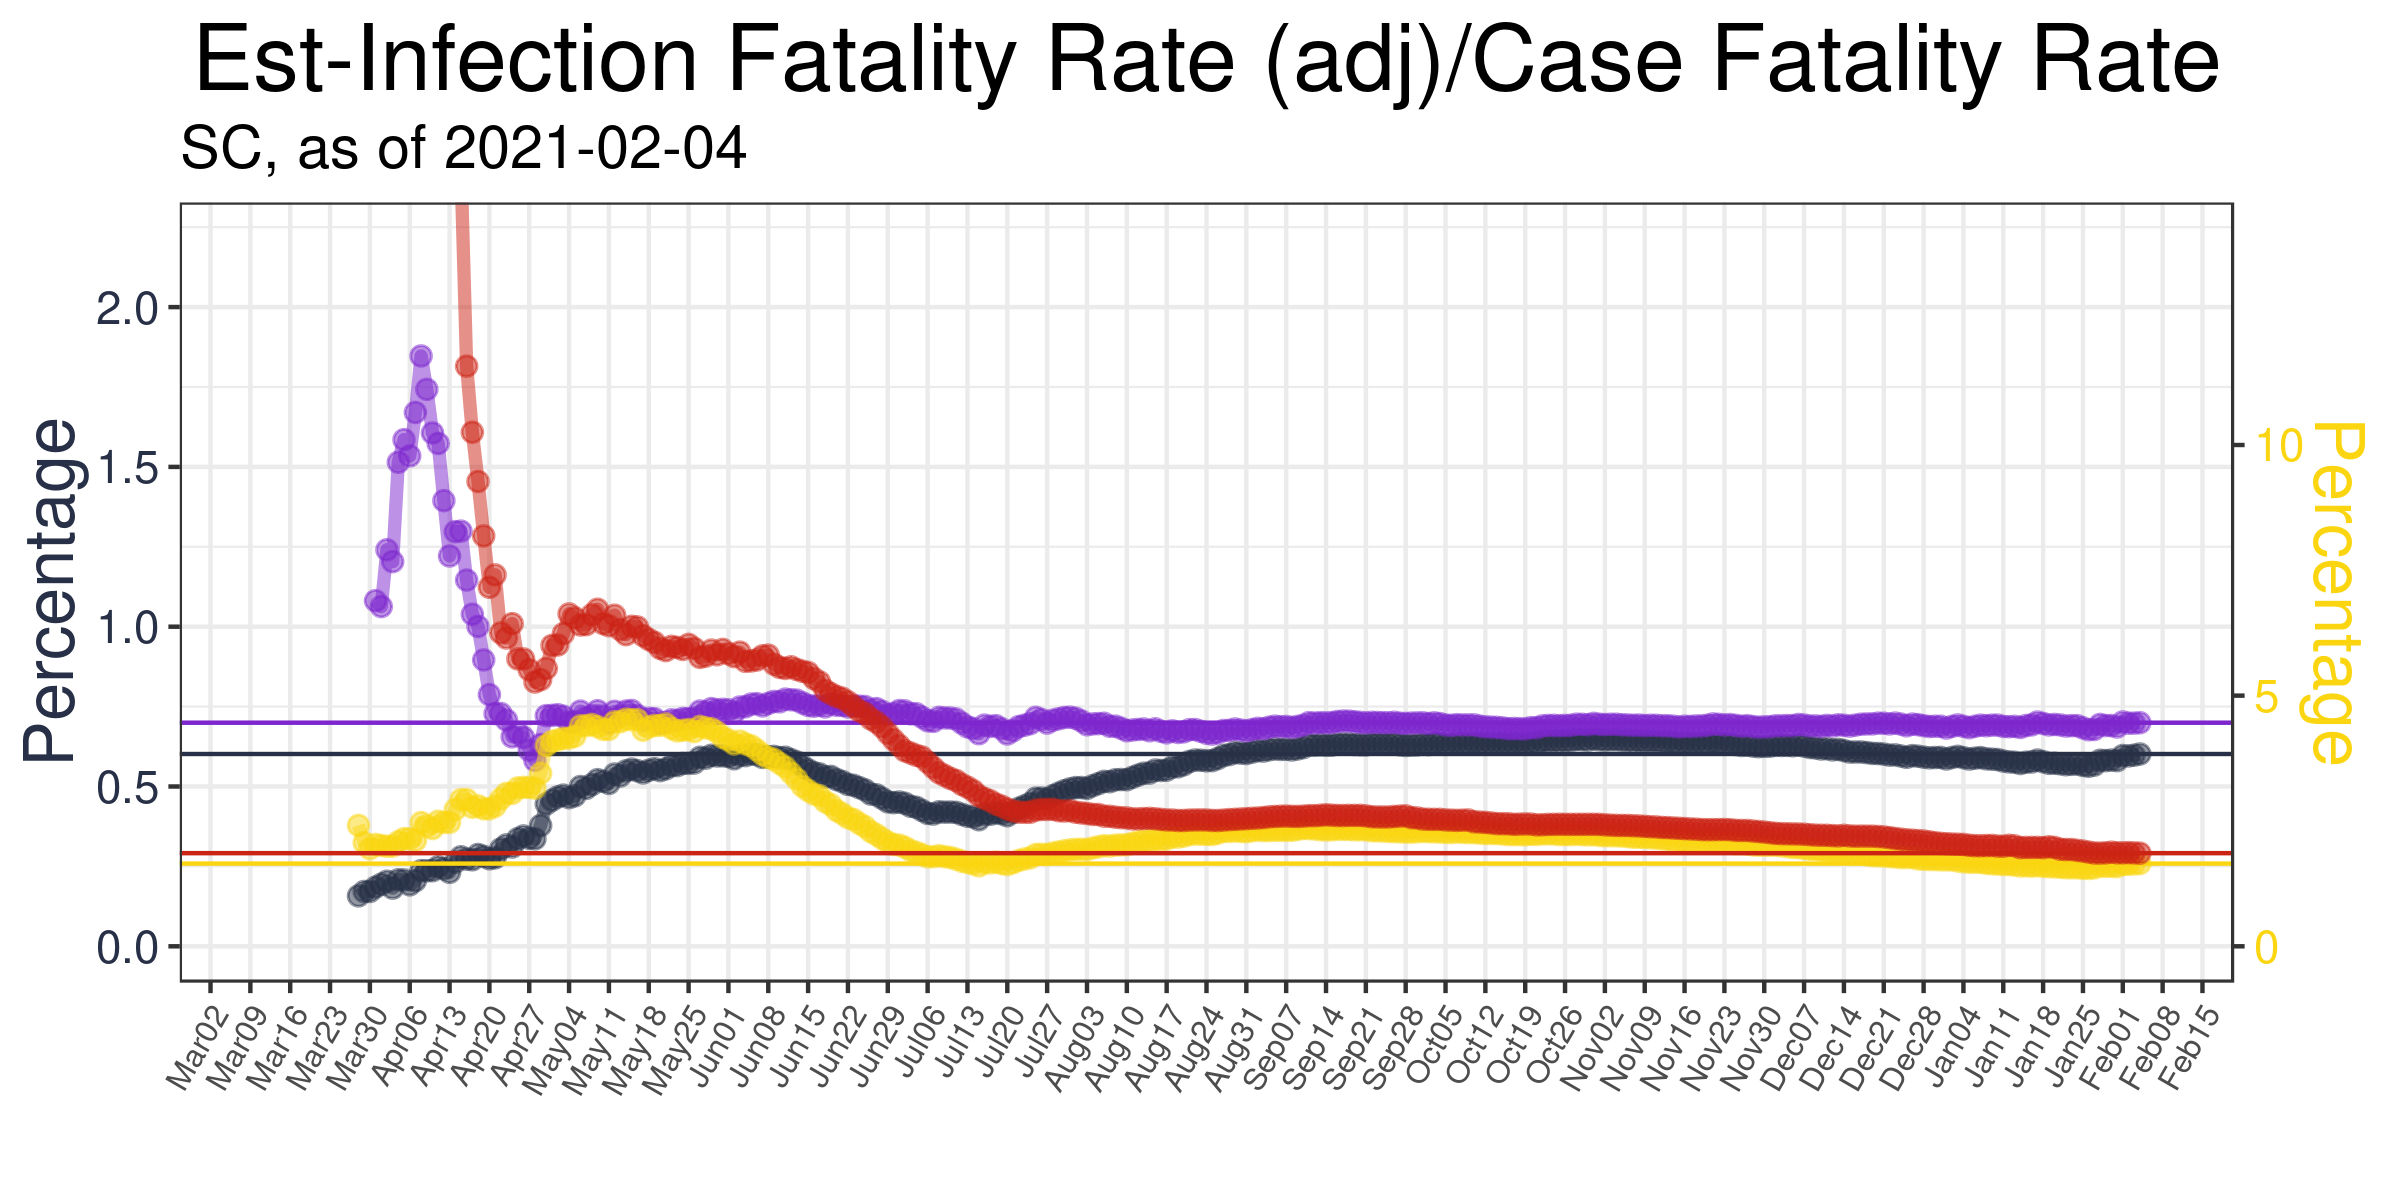 Est-Infection Fatality Rate (adj)/Case Fatality Rate
SC, as of 2021-02-04
Percentage
2.0
1.5
1.0
0.5
0.0
10
5
0
Percentage
Mar02 Mar09 Mar16 Mar23 Mar30 Apr06 Apr13 Apr20 Apr27 May04 May11 May18 May25 Jun01 Jun08 Jun15 Jun22 Jun29 Jul06 Jul13 Jul20 Jul27 Aug03 Aug10 Aug17 Aug24 Aug31 Sep07 Sep14 Sep21 Sep28 Oct05 Oct12 Oct19 Oct26 Nov02 Nov09 Nov16 Nov23 Nov30 Dec07 Dec14 Dec21 Dec28 Jan04 Jan11 Jan18 Jan25 Feb01 Feb08 Feb15